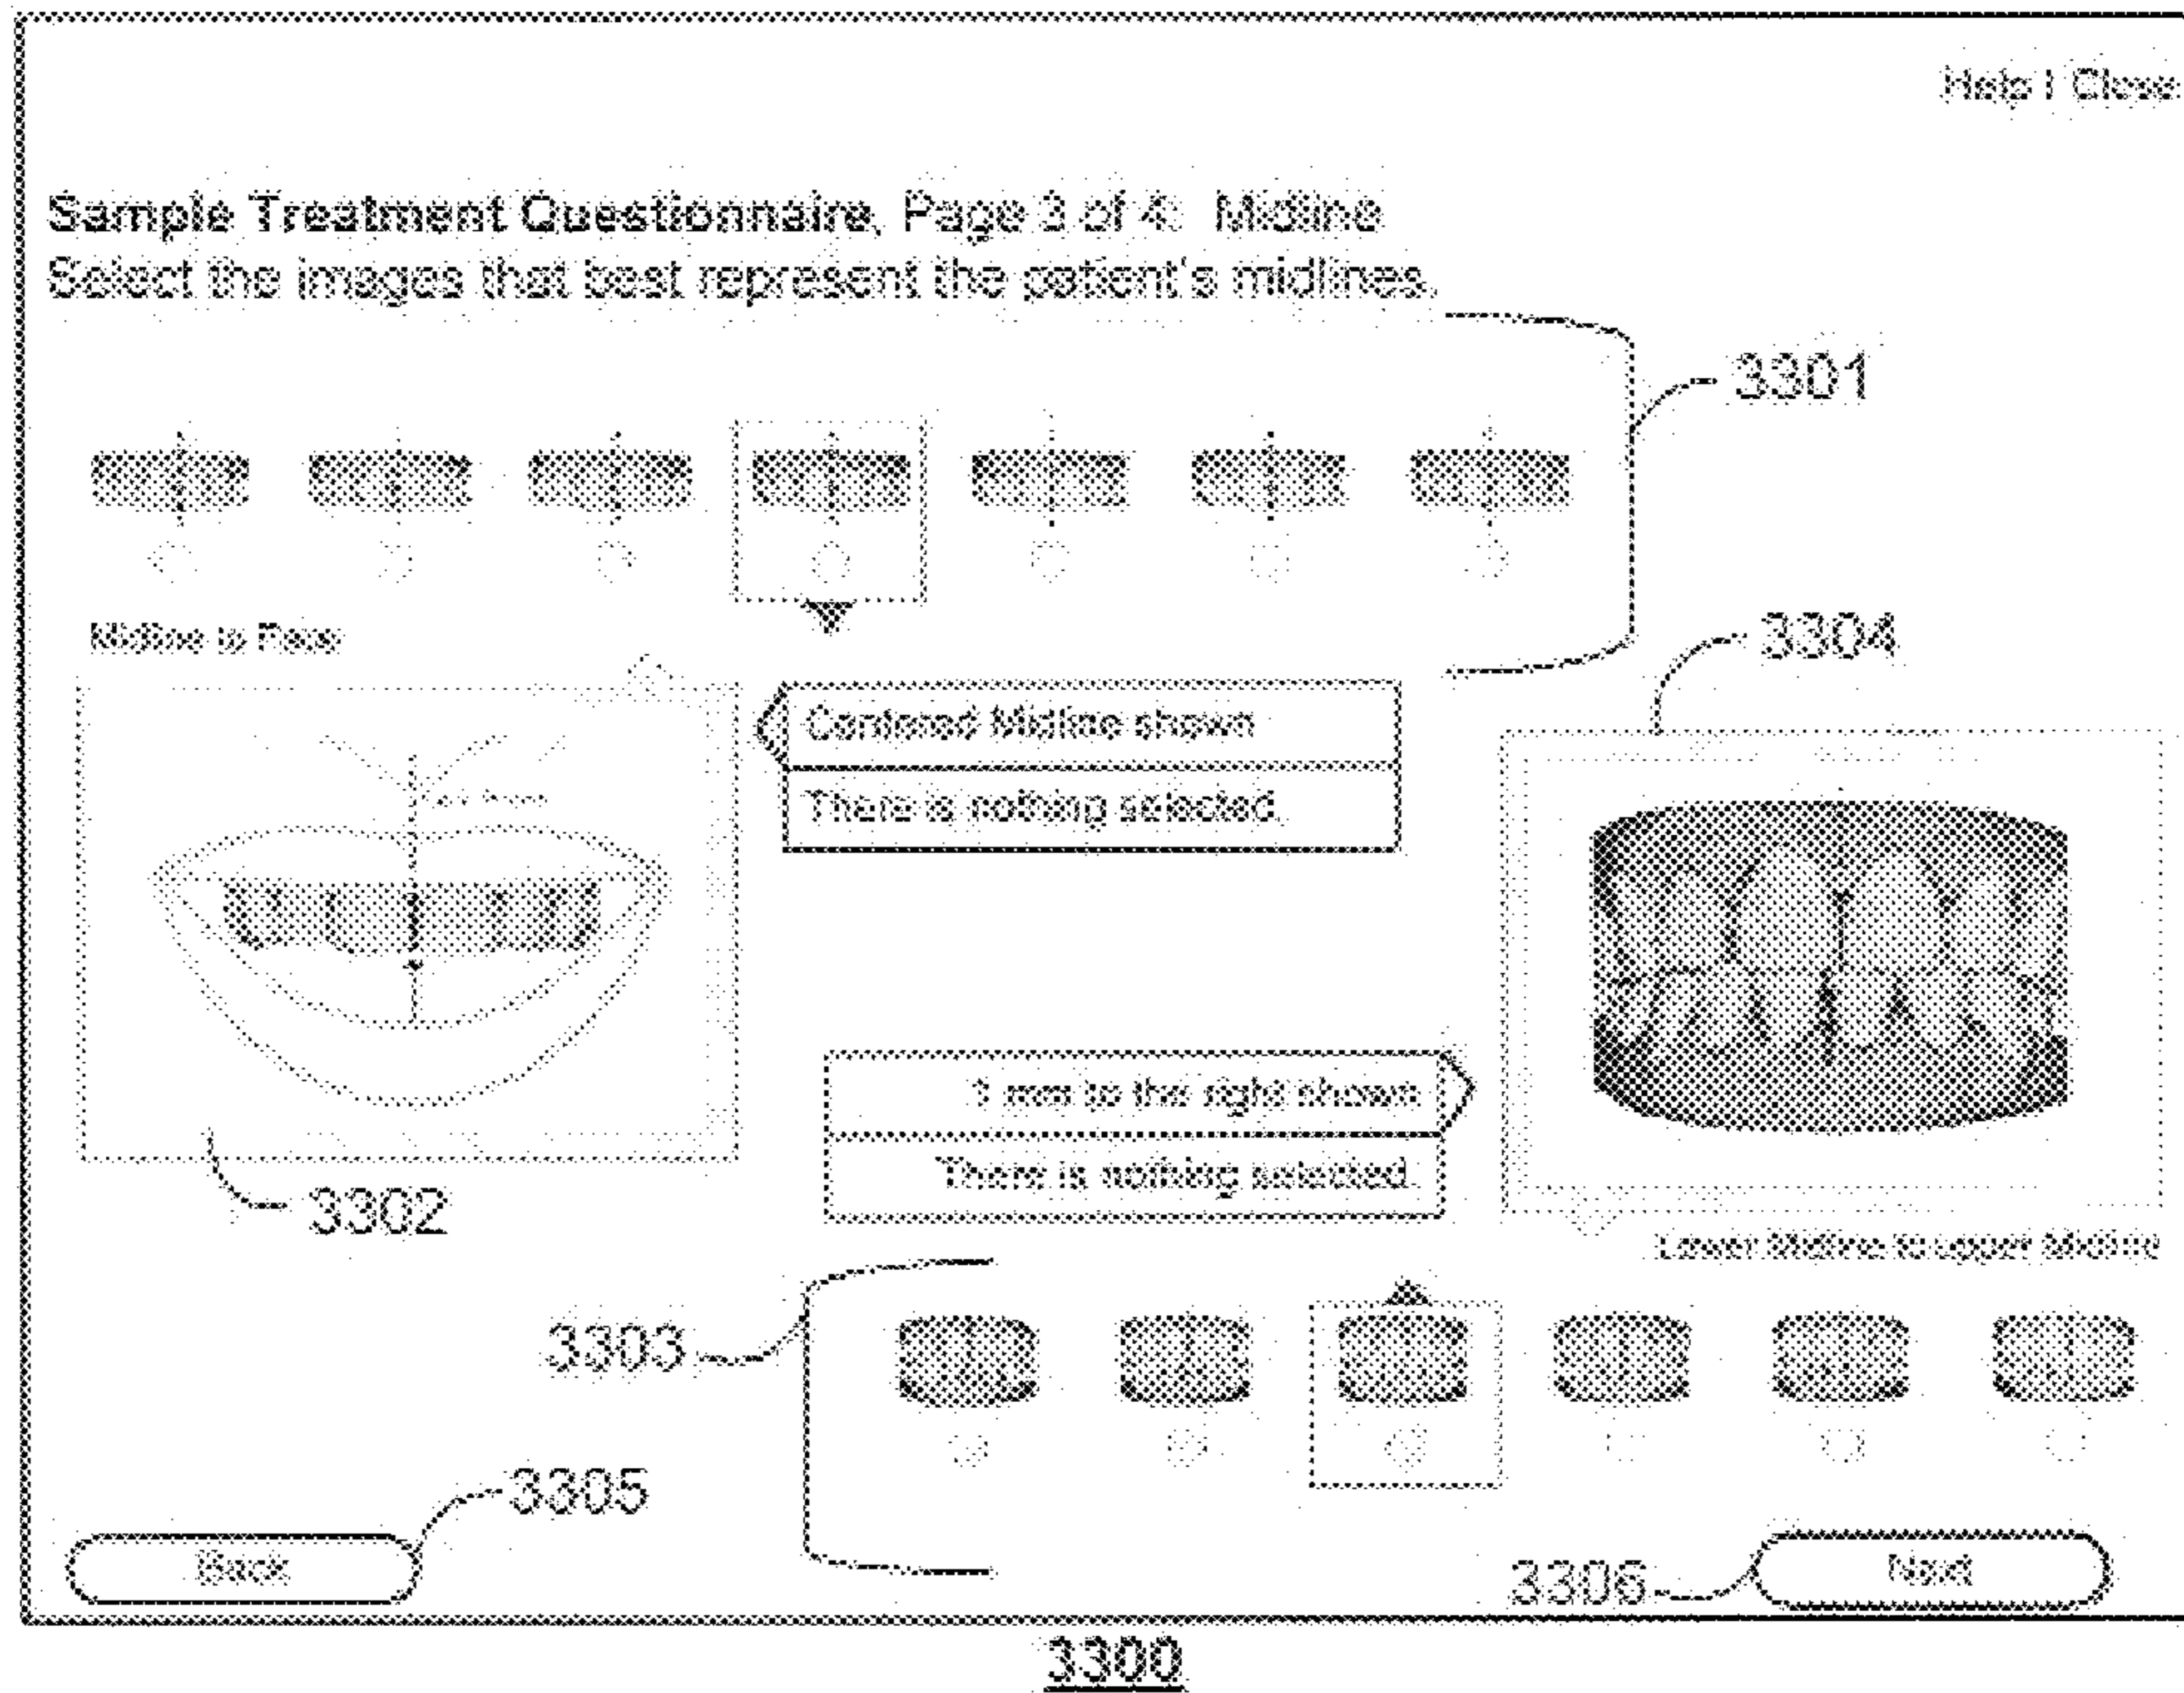 Help | Close
Sample Treatment Questionnaire, Page 3 of 4: Midline
Select the images that best represent the patient's midlines.
3301
Midline to Face
3304
Centered Midline shown
There is nothing selected.
1 mm to the right shown
There is nothing selected.
3302
Lower Midline to upper Midline
3303
3305
Back
3306
Next
3300